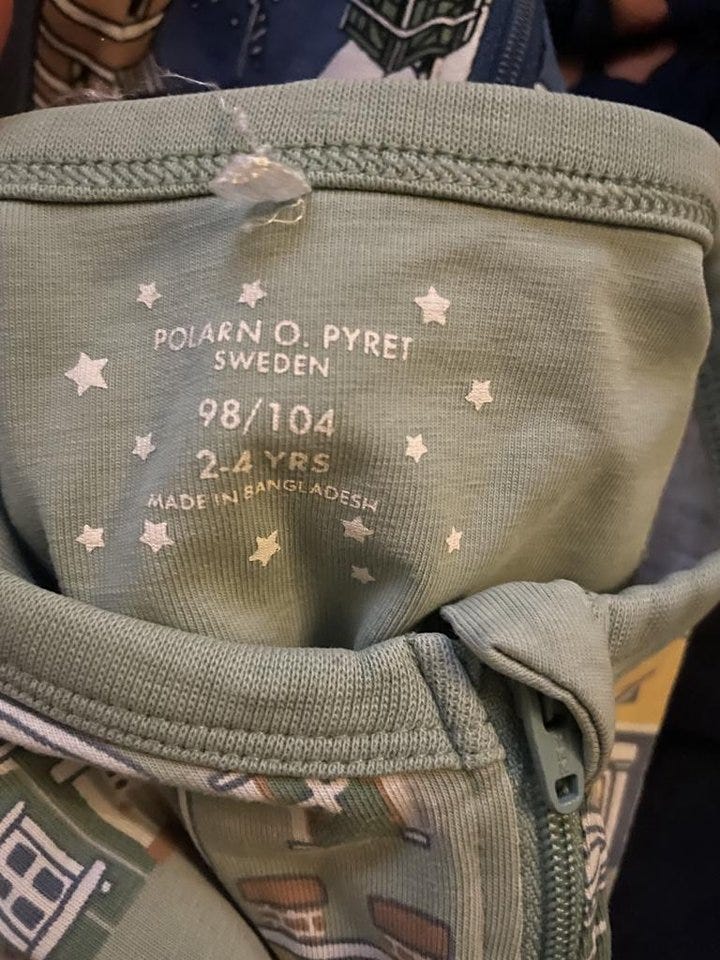 POLARN O. PYRET
SWEDEN
98/104
2-4 YRS
MADE IN BANGLADESH